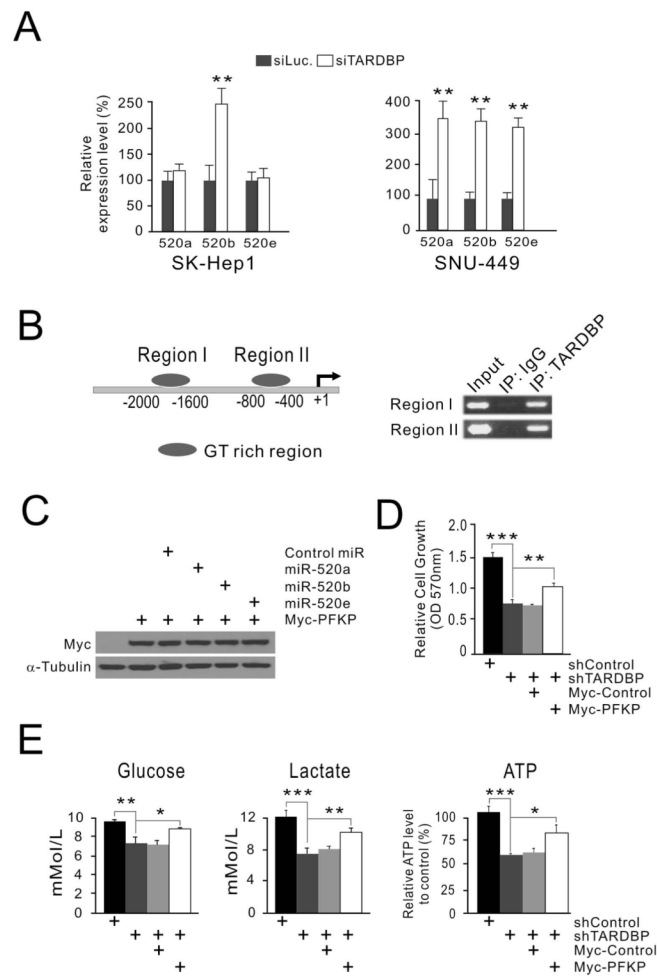 A
siLuc. siTARDBP
Relative
expression level (%)
250
200
150
100
50
0
**
520a 520b 520e
SK-Hep1
400
300
200
100
0
** ** **
520a 520b 520e
SNU-449
B
Region I Region II
-2000 -1600 -800 -400 +1
GT rich region
Input IP: IgG IP: TARDBP
Region I
Region II
C
+ Control miR
+ miR-520a
+ miR-520b
+ miR-520e
+ + + + + Myc-PFKP
Myc
α-Tubulin
D
Relative Cell Growth
(OD 570nm)
2.0
1.5
1.0
0.5
0
*** **
+ shControl
+ + + shTARDBP
+ Myc-Control
+ Myc-PFKP
E
Glucose
mMol/L
10
8
6
4
2
0
** *
+
+ + +
+
+
Lactate
mMol/L
12
9
6
3
0
*** **
+
+ + +
+
+
ATP
Relative ATP level
to control (%)
100
75
50
25
0
*** *
+ shControl
+ + + shTARDBP
+ Myc-Control
+ Myc-PFKP